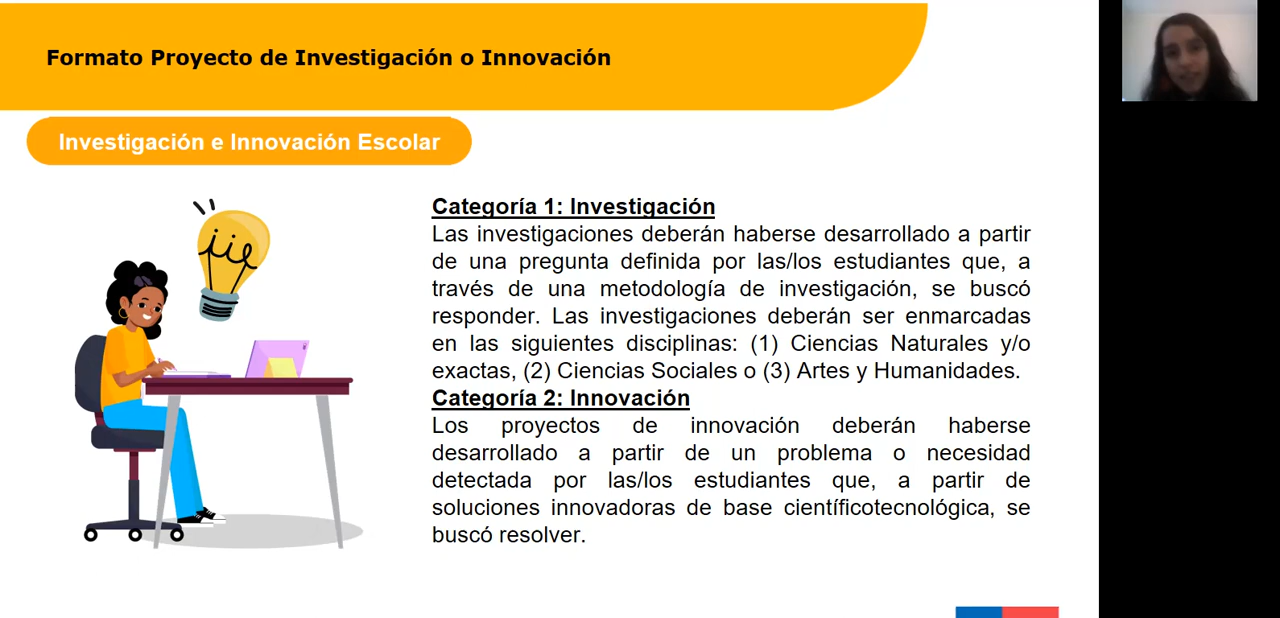 Formato Proyecto de Investigación o Innovación
Investigación e Innovación Escolar
iie
Categoría 1: Investigación
Las investigaciones deberán haberse desarrollado a partir
de una pregunta definida por las/los estudiantes que, a
través de una metodología de investigación, se buscó
responder. Las investigaciones deberán ser enmarcadas
en las siguientes disciplinas: (1) Ciencias Naturales y/o
exactas, (2) Ciencias Sociales o (3) Artes y Humanidades.
Categoría 2: Innovación
Los proyectos de innovación deberán haberse
desarrollado a partir de un problema o necesidad
detectada por las/los estudiantes que, a partir de
soluciones innovadoras de base científicotecnológica, se
buscó resolver.